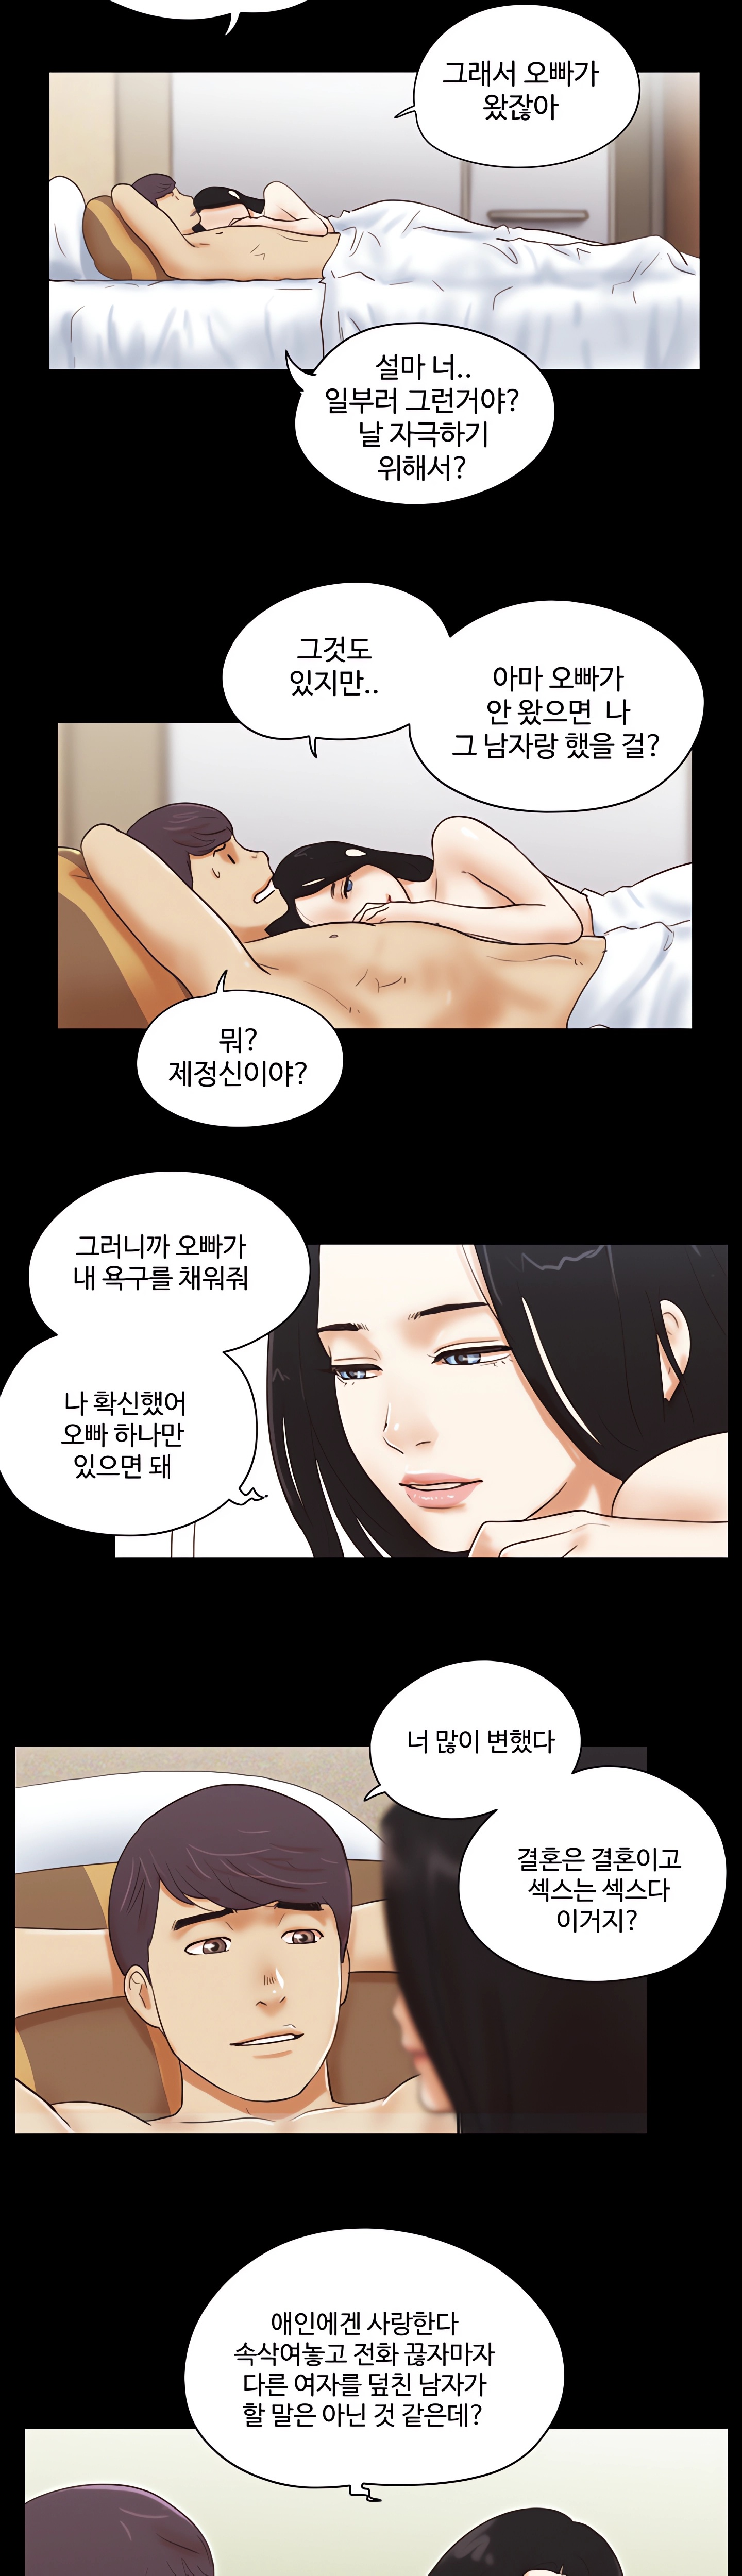 그래서 오빠가
왔잖아
설마 너..
일부러 그런거야?
날 자극하기
위해서?
그것도
있지만..
아마 오빠가
안 왔으면 나
그 남자랑 했을 걸?
뭐?
제정신이야?
그러니까 오빠가
내 욕구를 채워줘
나 확신했어
오빠 하나만
있으면 돼
너 많이 변했다
결혼은 결혼이고
섹스는 섹스다
이거지?
애인에겐 사랑한다
속삭여놓고 전화 끊자마자
다른 여자를 덮친 남자가
할 말은 아닌 것 같은데?